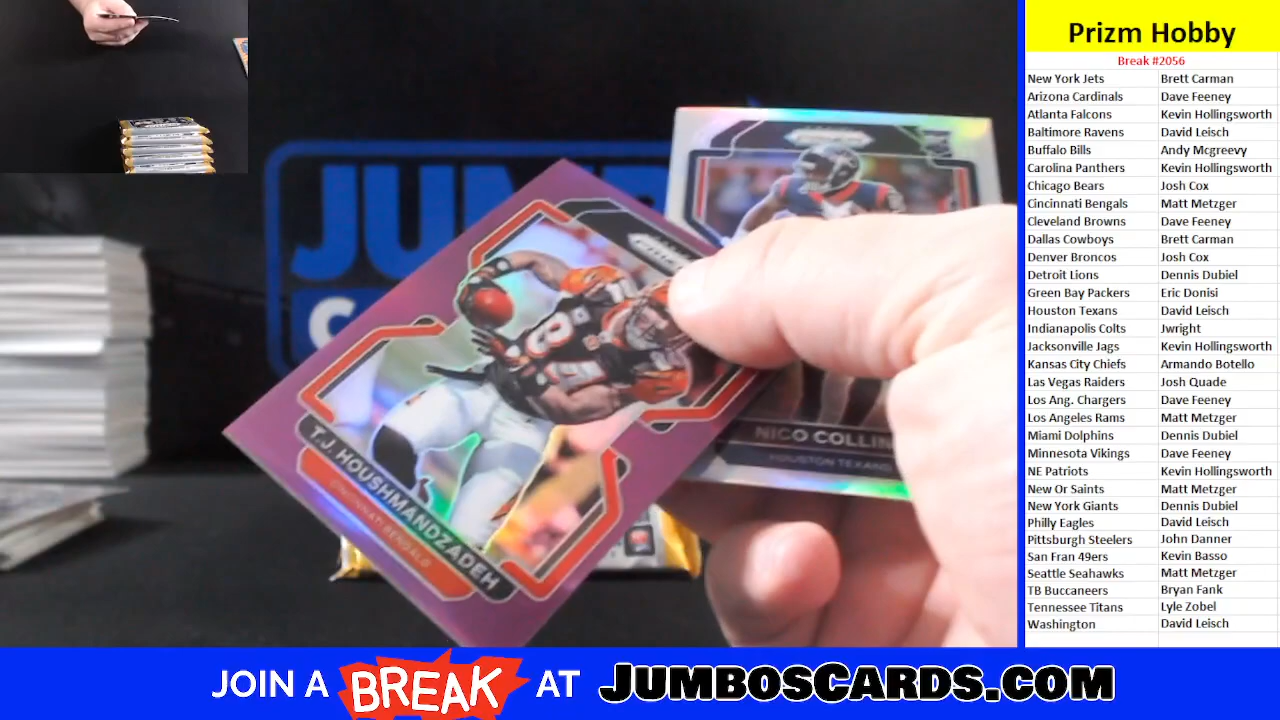 Prizm Hobby
Break #2056
New York Jets Brett Carman
Arizona Cardinals Dave Feeney
Atlanta Falcons Kevin Hollingsworth
Baltimore Ravens David Leisch
Buffalo Bills Andy Mcgreevy
Carolina Panthers Kevin Hollingsworth
Chicago Bears Josh Cox
Cincinnati Bengals Matt Metzger
Cleveland Browns Dave Feeney
Dallas Cowboys Brett Carman
Denver Broncos Josh Cox
Detroit Lions Dennis Dubiel
Green Bay Packers Eric Donisi
Houston Texans David Leisch
Indianapolis Colts Jwright
Jacksonville Jags Kevin Hollingsworth
Kansas City Chiefs Armando Botello
Las Vegas Raiders Josh Quade
Los Ang. Chargers Dave Feeney
Los Angeles Rams Matt Metzger
Miami Dolphins Dennis Dubiel
Minnesota Vikings Dave Feeney
NE Patriots Kevin Hollingsworth
New Or Saints Matt Metzger
New York Giants Dennis Dubiel
Philly Eagles David Leisch
Pittsburgh Steelers John Danner
San Fran 49ers Kevin Basso
Seattle Seahawks Matt Metzger
TB Buccaneers Bryan Fank
Tennessee Titans Lyle Zobel
Washington David Leisch
84
T.J. HOUSHMANDZADEH
CINCINNATI BENGALS
NICO COLLIN
HOUSTON TEXANS
JOIN A BREAK AT JUMBOSCARDS.COM